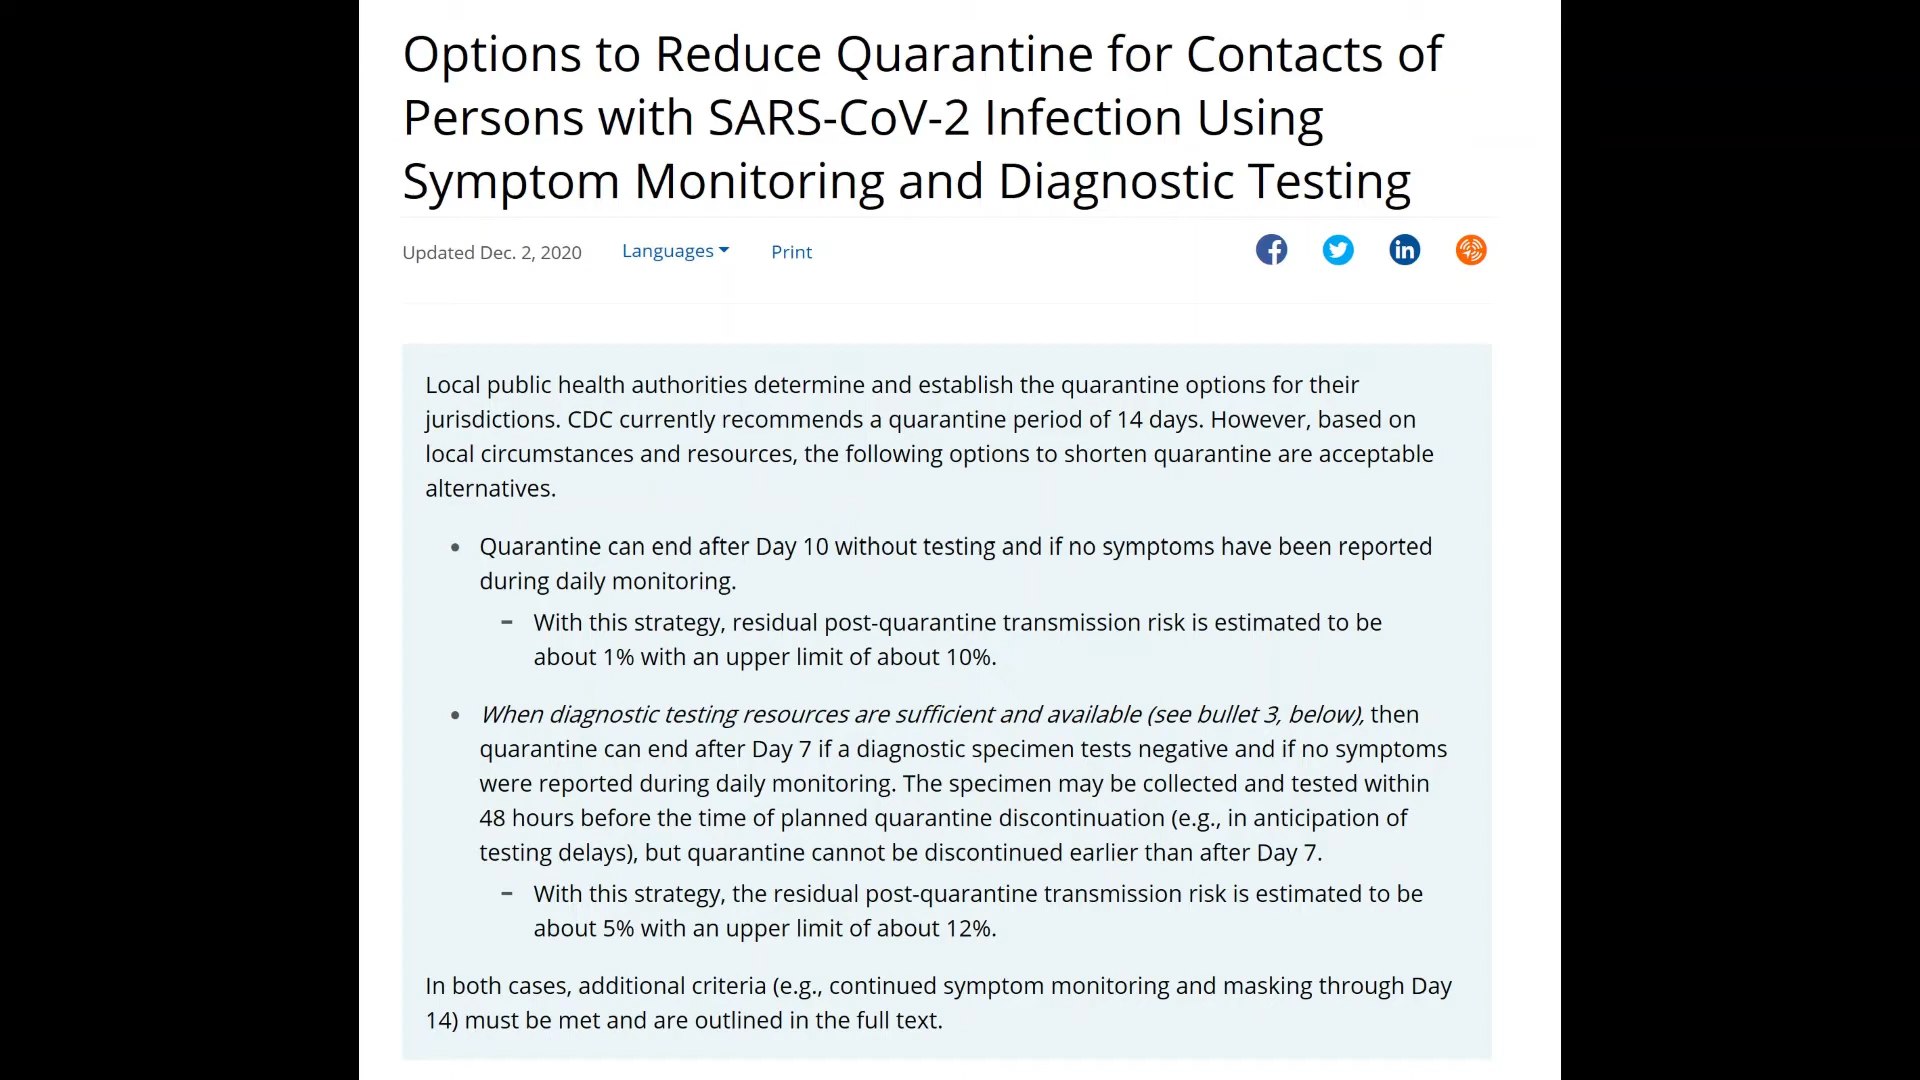 Options to Reduce Quarantine for Contacts of
Persons with SARS-CoV-2 Infection Using
Symptom Monitoring and Diagnostic Testing
Updated Dec. 2, 2020 Languages Print
Local public health authorities determine and establish the quarantine options for their
jurisdictions. CDC currently recommends a quarantine period of 14 days. However, based on
local circumstances and resources, the following options to shorten quarantine are acceptable
alternatives.
• Quarantine can end after Day 10 without testing and if no symptoms have been reported
during daily monitoring.
– With this strategy, residual post-quarantine transmission risk is estimated to be
about 1% with an upper limit of about 10%.
• When diagnostic testing resources are sufficient and available (see bullet 3, below), then
quarantine can end after Day 7 if a diagnostic specimen tests negative and if no symptoms
were reported during daily monitoring. The specimen may be collected and tested within
48 hours before the time of planned quarantine discontinuation (e.g., in anticipation of
testing delays), but quarantine cannot be discontinued earlier than after Day 7.
– With this strategy, the residual post-quarantine transmission risk is estimated to be
about 5% with an upper limit of about 12%.
In both cases, additional criteria (e.g., continued symptom monitoring and masking through Day
14) must be met and are outlined in the full text.